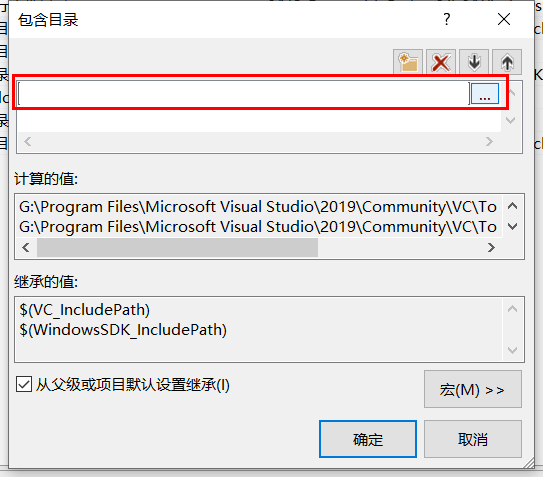 包含目录
?
...
计算的值:
G:\Program Files\Microsoft Visual Studio\2019\Community\VC\To
G:\Program Files\Microsoft Visual Studio\2019\Community\VC\To
继承的值:
$(VC_IncludePath)
$(WindowsSDK_IncludePath)
从父级或项目默认设置继承(I)
宏(M) >>
确定
取消